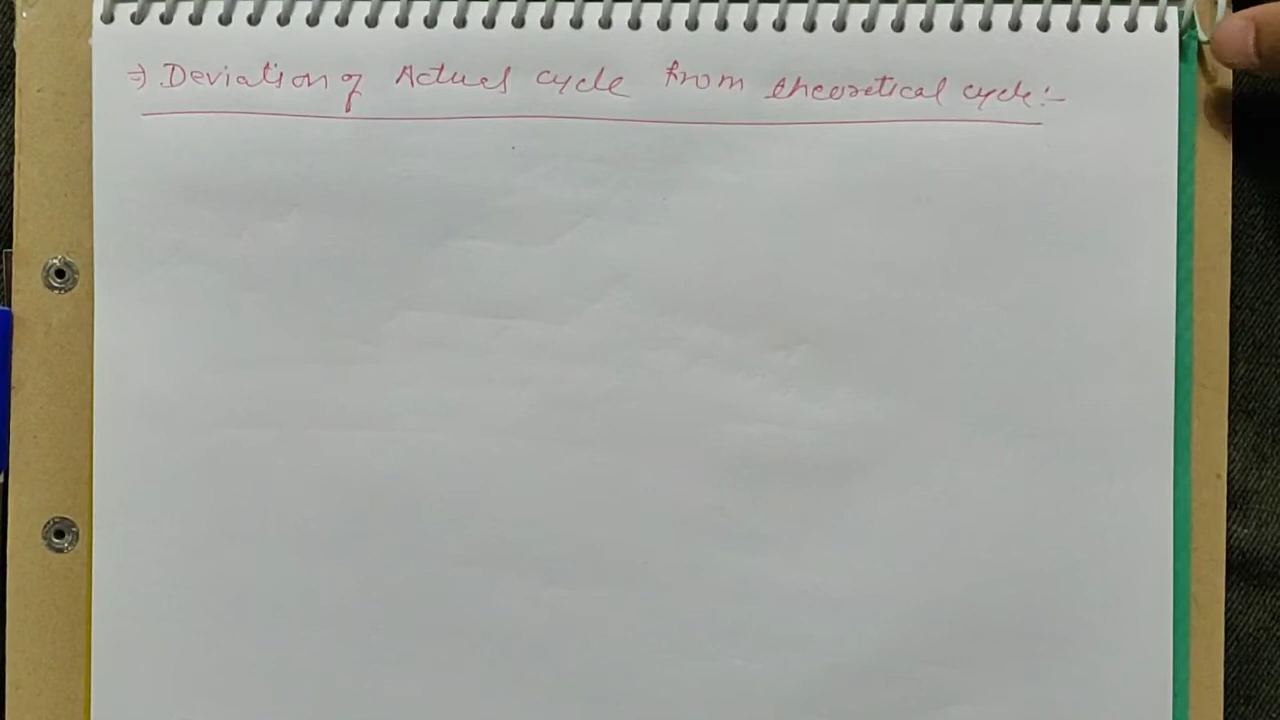 ⇒ Deviation of Actual cycle from theoretical cycle:-